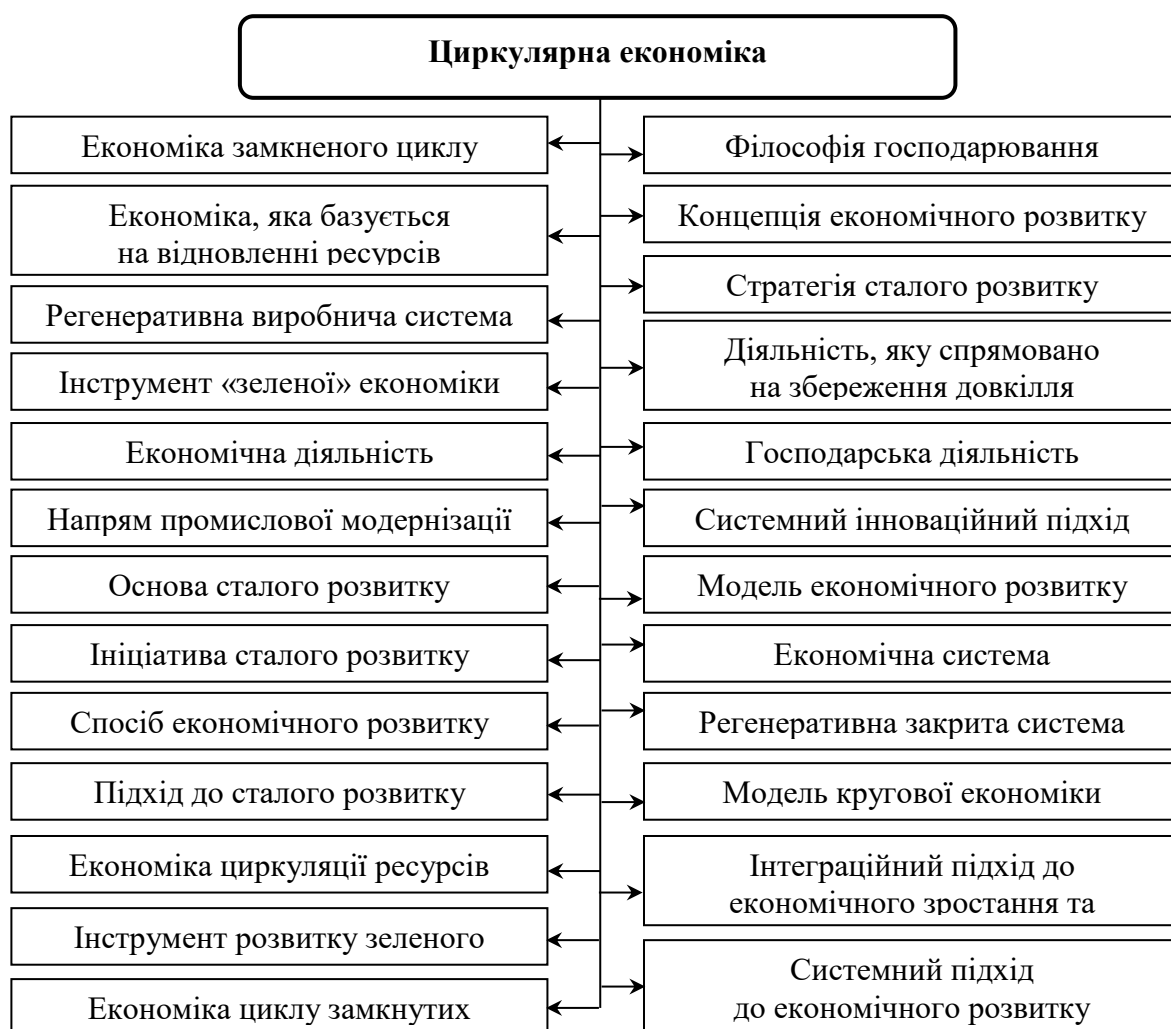 Циркулярна економіка
Економіка замкненого циклу
Економіка, яка базується
на відновленні ресурсів
Регенеративна виробнича система
Інструмент «зеленої» економіки
Економічна діяльність
Напрям промислової модернізації
Основа сталого розвитку
Ініціатива сталого розвитку
Спосіб економічного розвитку
Підхід до сталого розвитку
Економіка циркуляції ресурсів
Інструмент розвитку зеленого
Економіка циклу замкнутих
Філософія господарювання
Концепція економічного розвитку
Стратегія сталого розвитку
Діяльність, яку спрямовано
на збереження довкілля
Господарська діяльність
Системний інноваційний підхід
Модель економічного розвитку
Економічна система
Регенеративна закрита система
Модель кругової економіки
Інтеграційний підхід до
економічного зростання та
Системний підхід
до економічного розвитку